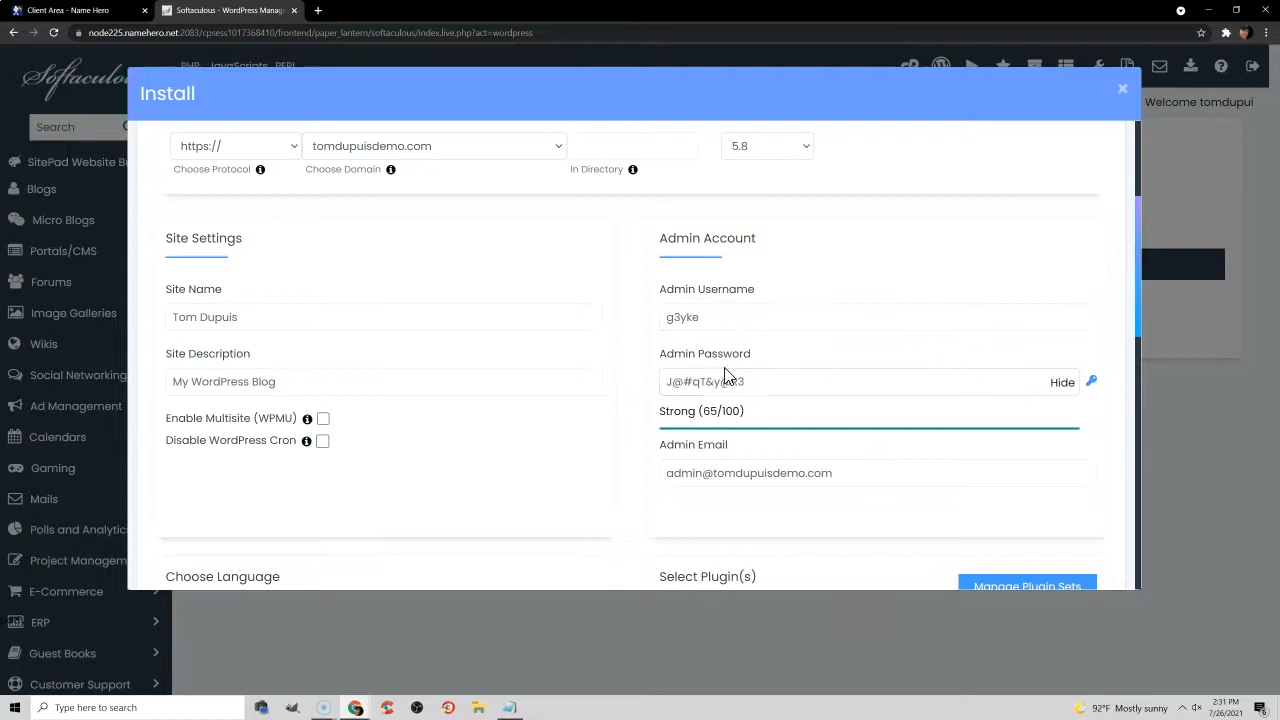 Client Area - Name Hero
Softaculous - WordPress Manag
node225.namehero.net:2083/cpsess1017368410/frontend/paper_lantern/softaculous/index.live.php?act=wordpress
PHP JavaScripts PERL
Softaculou
Install
Welcome tomdupui
Search
https://
tomdupuisdemo.com
5.8
Choose Protocol
Choose Domain
In Directory
SitePad Website Bu
Blogs
Micro Blogs
Portals/CMS
Forums
Image Galleries
Wikis
Social Networking
Ad Management
Calendars
Gaming
Mails
Polls and Analytics
Project Managem
E-Commerce
ERP
Guest Books
Customer Support
Site Settings
Site Name
Tom Dupuis
Site Description
My WordPress Blog
Enable Multisite (WPMU)
Disable WordPress Cron
Admin Account
Admin Username
g3yke
Admin Password
Hide
Strong (65/100)
Admin Email
admin@tomdupuisdemo.com
Choose Language
Select Plugin(s)
Manage Plugin Sets
Type here to search
92°F Mostly sunny
2:31 PM
7/26/2021